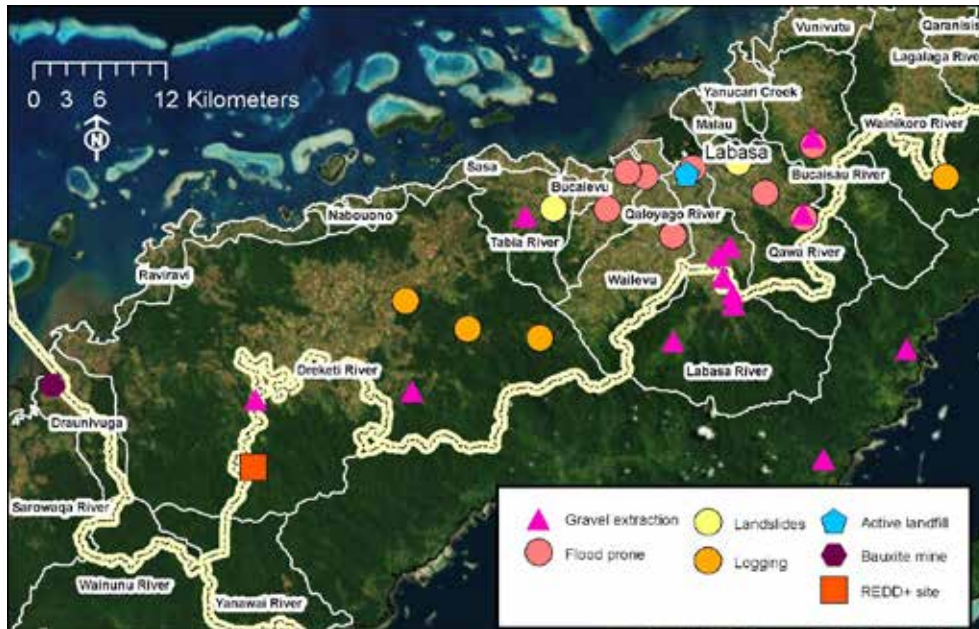 Vunivutu
Qaranisis
Lagalaga River
0 3 6 12 Kilometers
N
Yanucari Creek
Malau
Wainikoro River
Labasa
Sasa
Bucaisau River
Bucalevu
Nabouono
Qaloyago River
Tabia River
Qawa River
Raviravi
Wailevu
Dreketi River
Labasa River
Draunivuga
Sarowaqa River
Wainunu River
Yanawai River
Gravel extraction
Flood prone
Landslides
Logging
Active landfill
Bauxite mine
REDD+ site